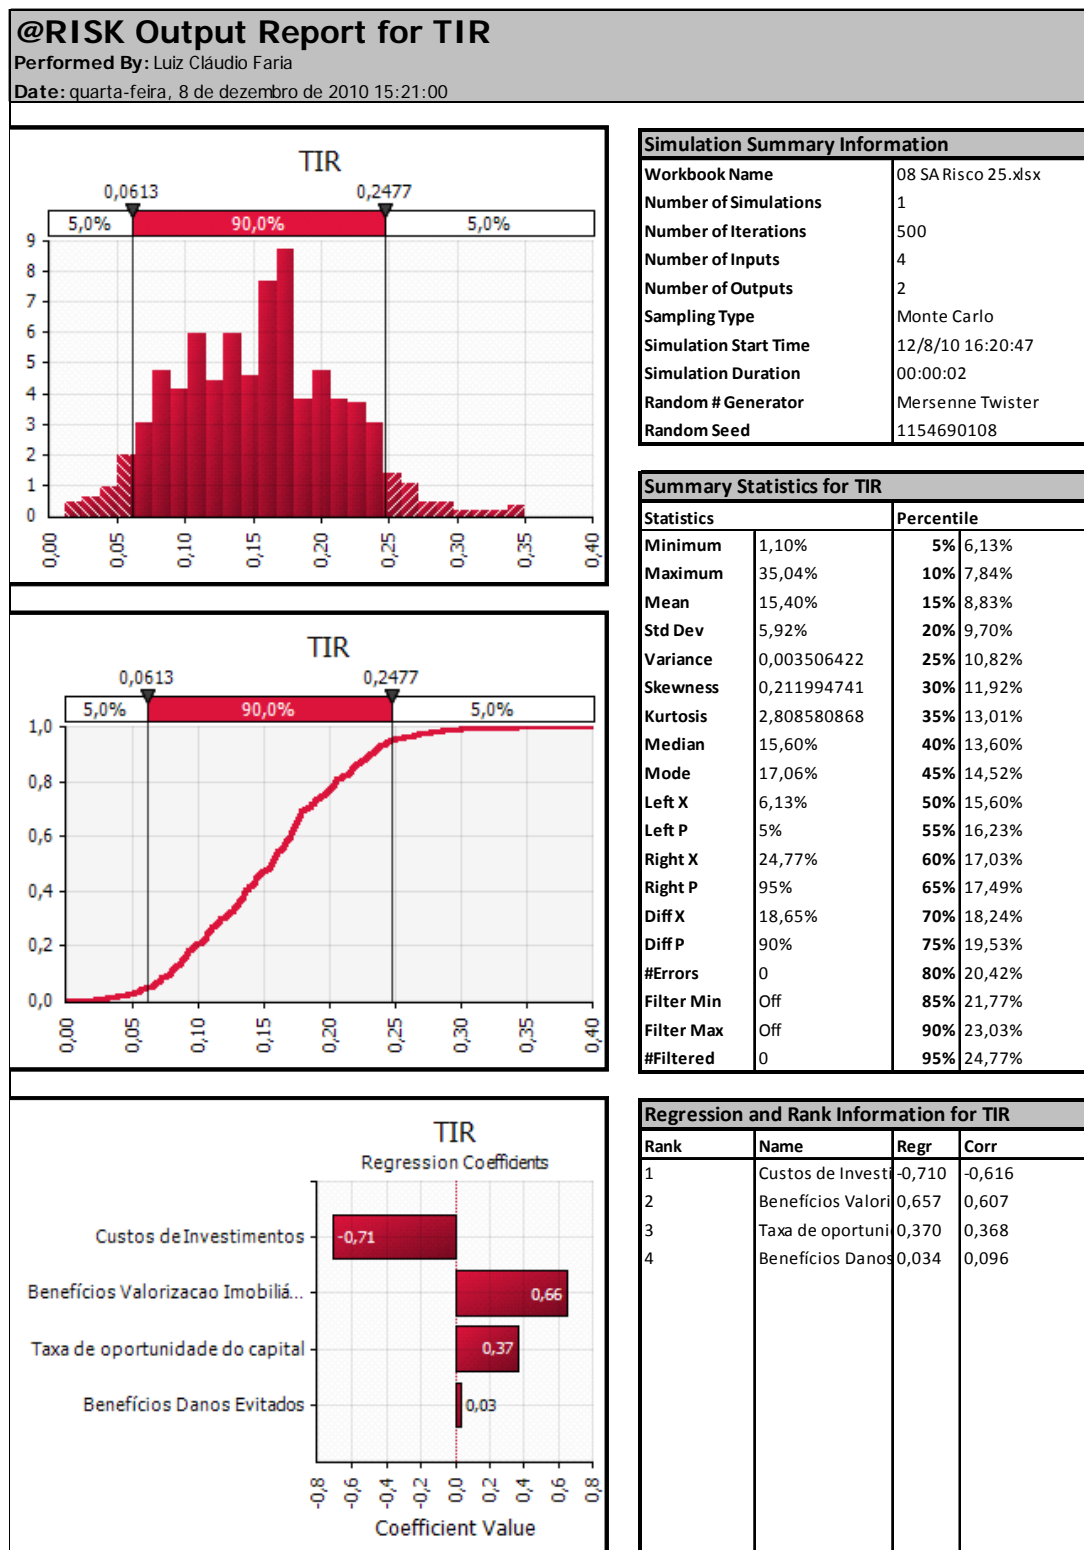 @RISK Output Report for TIR
Performed By: Luiz Cláudio Faria
Date: quarta-feira, 8 de dezembro de 2010 15:21:00
TIR
0,0613 0,2477
5,0% 90,0% 5,0%
9
8
7
6
5
4
3
2
1
0
0,00 0,05 0,10 0,15 0,20 0,25 0,30 0,35 0,40
Simulation Summary Information
Workbook Name 08 SA Risco 25.xlsx
Number of Simulations 1
Number of Iterations 500
Number of Inputs 4
Number of Outputs 2
Sampling Type Monte Carlo
Simulation Start Time 12/8/10 16:20:47
Simulation Duration 00:00:02
Random # Generator Mersenne Twister
Random Seed 1154690108
TIR
0,0613 0,2477
5,0% 90,0% 5,0%
1,0
0,8
0,6
0,4
0,2
0,0
0,00 0,05 0,10 0,15 0,20 0,25 0,30 0,35 0,40
Summary Statistics for TIR
Statistics Percentile
Minimum 1,10% 5% 6,13%
Maximum 35,04% 10% 7,84%
Mean 15,40% 15% 8,83%
Std Dev 5,92% 20% 9,70%
Variance 0,003506422 25% 10,82%
Skewness 0,211994741 30% 11,92%
Kurtosis 2,808580868 35% 13,01%
Median 15,60% 40% 13,60%
Mode 17,06% 45% 14,52%
Left X 6,13% 50% 15,60%
Left P 5% 55% 16,23%
Right X 24,77% 60% 17,03%
Right P 95% 65% 17,49%
Diff X 18,65% 70% 18,24%
Diff P 90% 75% 19,53%
#Errors 0 80% 20,42%
Filter Min Off 85% 21,77%
Filter Max Off 90% 23,03%
#Filtered 0 95% 24,77%
TIR
Regression Coefficients
Custos de Investimentos -0,71
Benefícios Valorizacao Imobiliá... 0,66
Taxa de oportunidade do capital 0,37
Benefícios Danos Evitados 0,03
-0,8 -0,6 -0,4 -0,2 0,0 0,2 0,4 0,6 0,8
Coefficient Value
Regression and Rank Information for TIR
Rank Name Regr Corr
1 Custos de Investi -0,710 -0,616
2 Benefícios Valori 0,657 0,607
3 Taxa de oportuni 0,370 0,368
4 Benefícios Danos 0,034 0,096